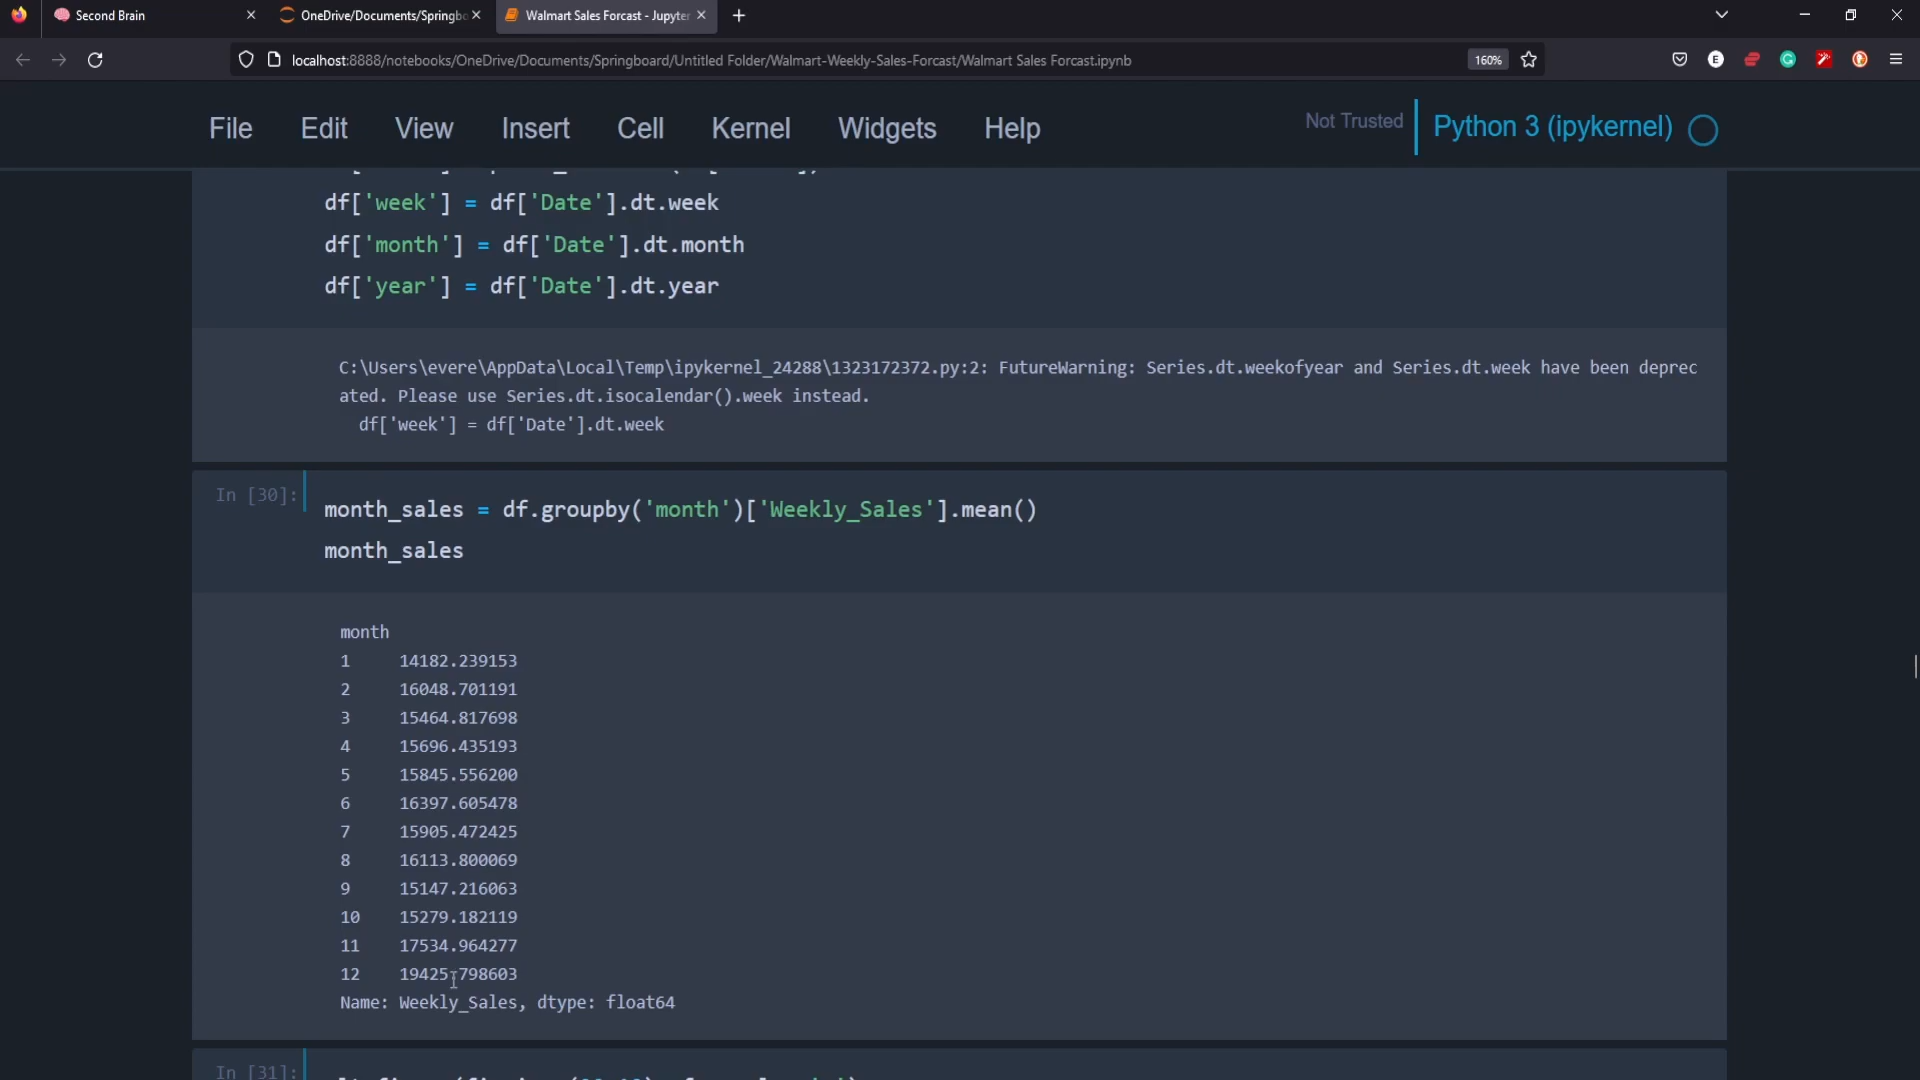 Second Brain
OneDrive/Documents/Springbo
Walmart Sales Forcast - Jupyter
localhost:8888/notebooks/OneDrive/Documents/Springboard/Untitled Folder/Walmart-Weekly-Sales-Forcast/Walmart Sales Forcast.ipynb
160%
File Edit View Insert Cell Kernel Widgets Help
Not Trusted
Python 3 (ipykernel)
df['week'] = df['Date'].dt.week
df['month'] = df['Date'].dt.month
df['year'] = df['Date'].dt.year
C:\Users\evere\AppData\Local\Temp\ipykernel_24288\1323172372.py:2: FutureWarning: Series.dt.weekofyear and Series.dt.week have been deprec
ated. Please use Series.dt.isocalendar().week instead.
df['week'] = df['Date'].dt.week
In [30]:
month_sales = df.groupby('month')['Weekly_Sales'].mean()
month_sales
month
1 14182.239153
2 16048.701191
3 15464.817698
4 15696.435193
5 15845.556200
6 16397.605478
7 15905.472425
8 16113.800069
9 15147.216063
10 15279.182119
11 17534.964277
12 19425.798603
Name: Weekly_Sales, dtype: float64
In [31]: